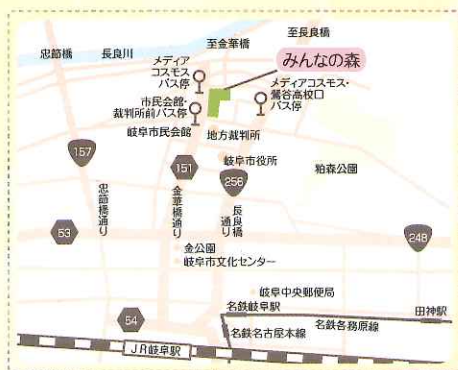 至長良橋
至金華橋
忠節橋
長良川
みんなの森
メディア
コスモス
バス停
メディアコスモス・
鶯谷高校口
バス停
市民会館・
裁判所前バス停
岐阜市民会館
地方裁判所
157
151
岐阜市役所
256
粕森公園
忠節橋通り
金華橋通り
長良橋
通り
53
248
金公園
岐阜市文化センター
岐阜中央郵便局
54
名鉄岐阜駅
田神駅
名鉄各務原線
名鉄名古屋本線
JR岐阜駅